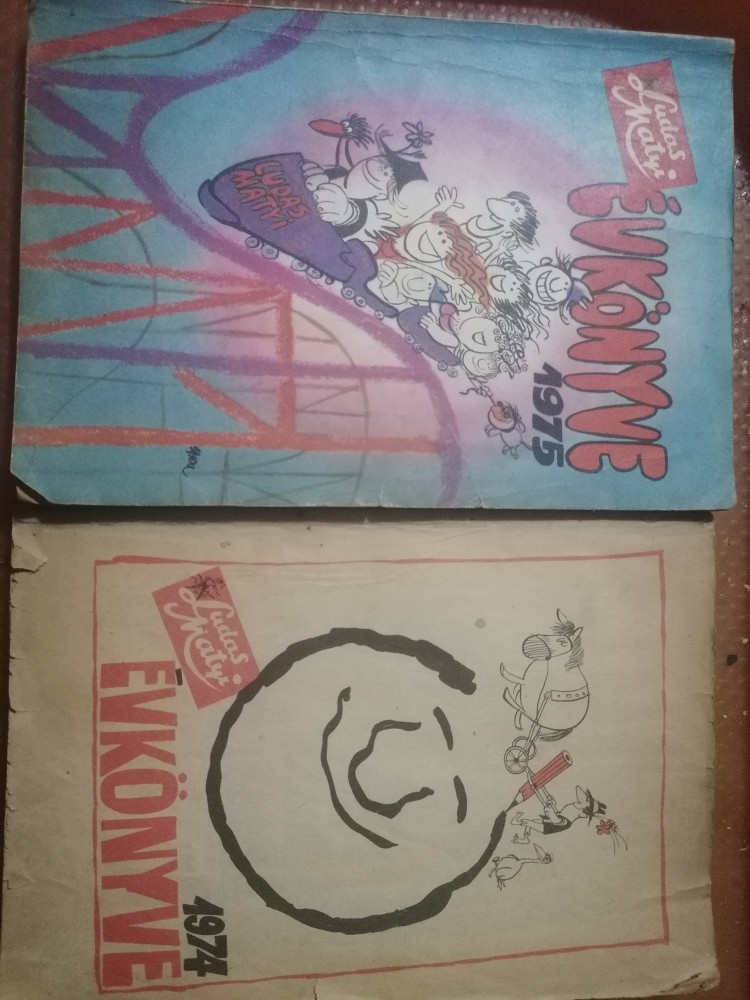 Ludas
Matyi
ÉVKÖNYVE
1975
LUDAS
MATYI
Ludas
Matyi
ÉVKÖNYVE
1974